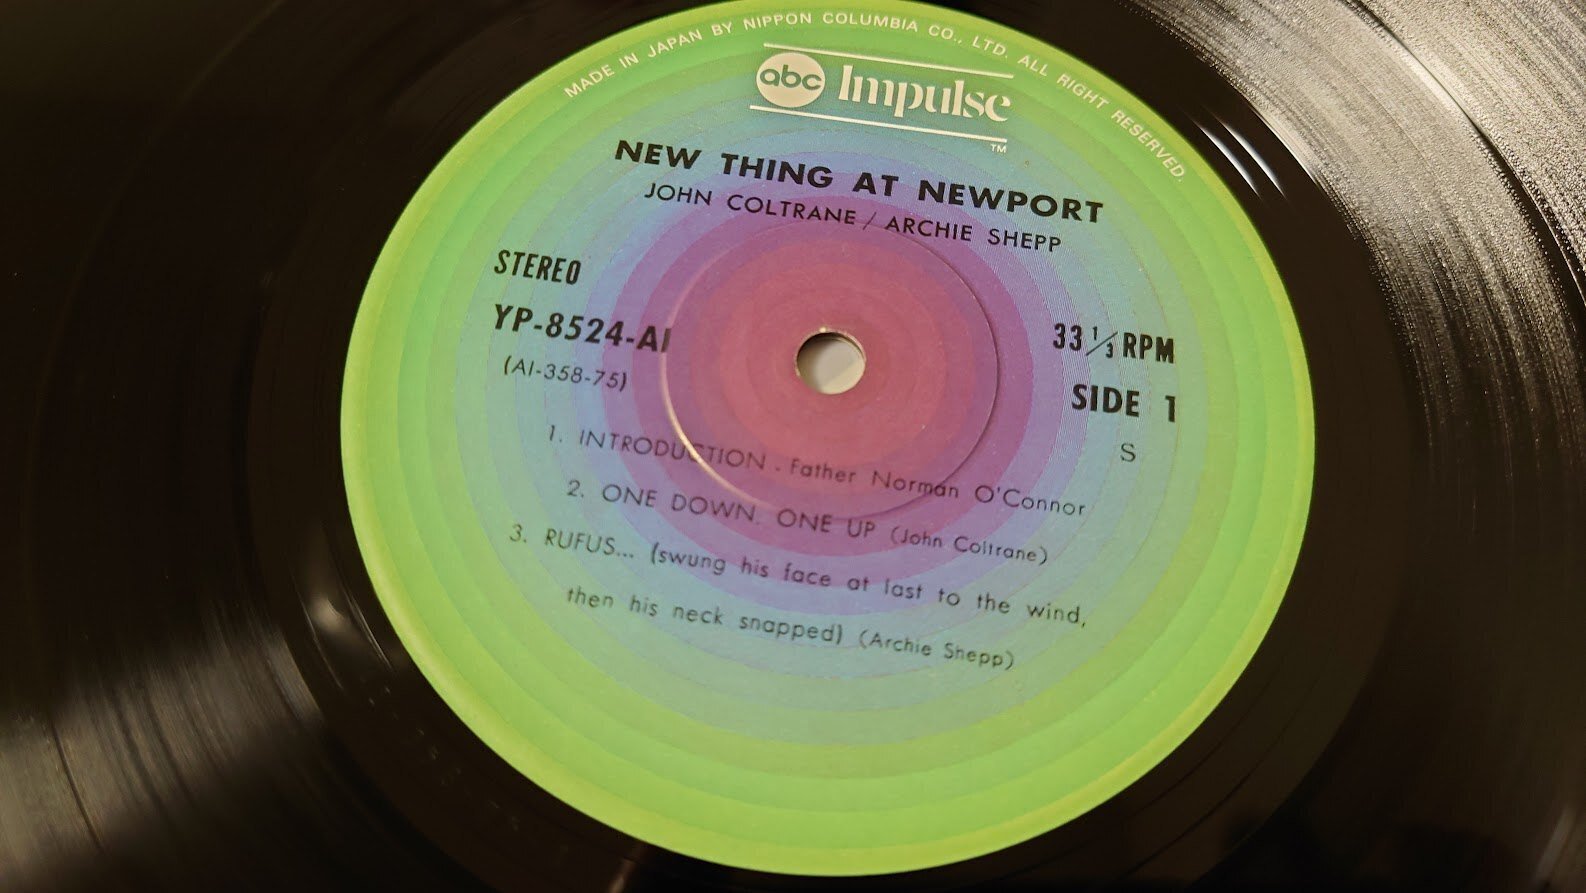 MADE IN JAPAN BY NIPPON COLUMBIA CO., LTD. ALL RIGHT RESERVED.
abc Impulse
TM
NEW THING AT NEWPORT
JOHN COLTRANE / ARCHIE SHEPP
STEREO
YP-8524-AI
(AI-358-75)
33 1/3 RPM
SIDE 1
S
1. INTRODUCTION - Father Norman O'Connor
2. ONE DOWN. ONE UP (John Coltrane)
3. RUFUS... (swung his face at last to the wind,
then his neck snapped) (Archie Shepp)